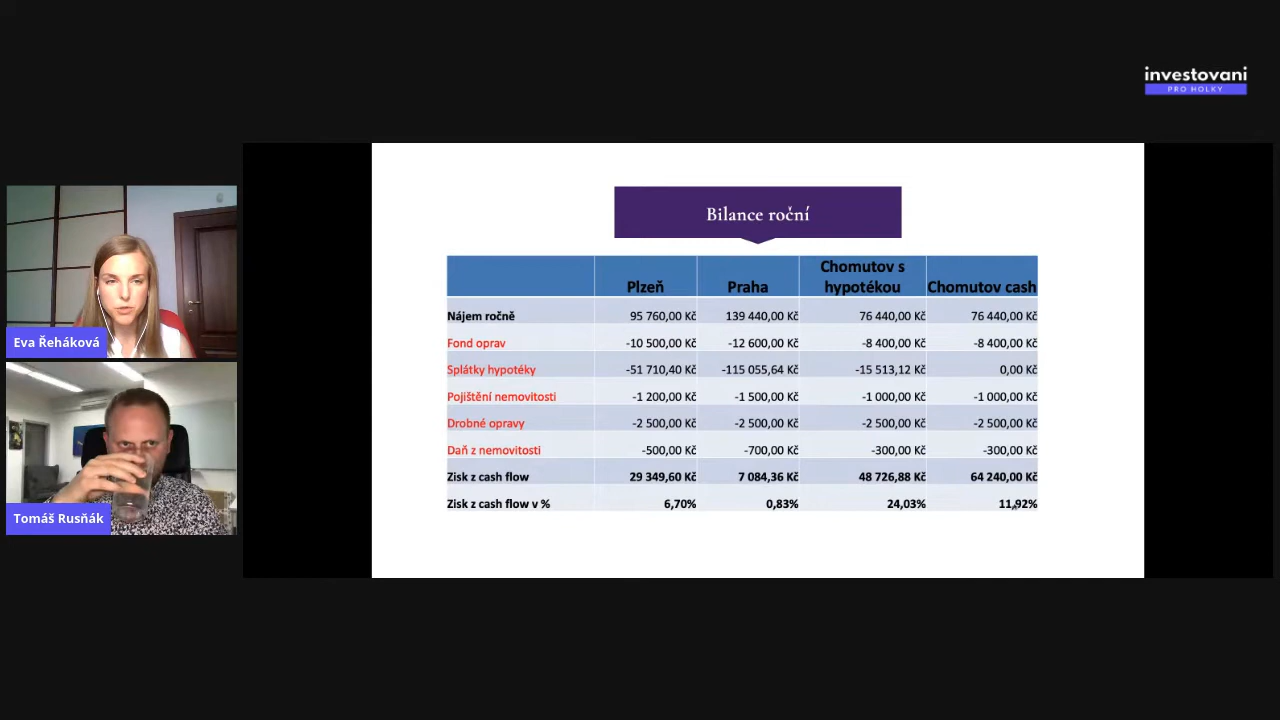 investovani
PRO HOLKY
Bilance roční
Plzeň Praha Chomutov s hypotékou Chomutov cash
Nájem ročně 95 760,00 Kč 139 440,00 Kč 76 440,00 Kč 76 440,00 Kč
Fond oprav -10 500,00 Kč -12 600,00 Kč -8 400,00 Kč -8 400,00 Kč
Splátky hypotéky -51 710,40 Kč -115 055,64 Kč -15 513,12 Kč 0,00 Kč
Pojištění nemovitosti -1 200,00 Kč -1 500,00 Kč -1 000,00 Kč -1 000,00 Kč
Drobné opravy -2 500,00 Kč -2 500,00 Kč -2 500,00 Kč -2 500,00 Kč
Daň z nemovitosti -500,00 Kč -700,00 Kč -300,00 Kč -300,00 Kč
Zisk z cash flow 29 349,60 Kč 7 084,36 Kč 48 726,88 Kč 64 240,00 Kč
Zisk z cash flow v % 6,70% 0,83% 24,03% 11,92%
Eva Řeháková
Tomáš Rusňák